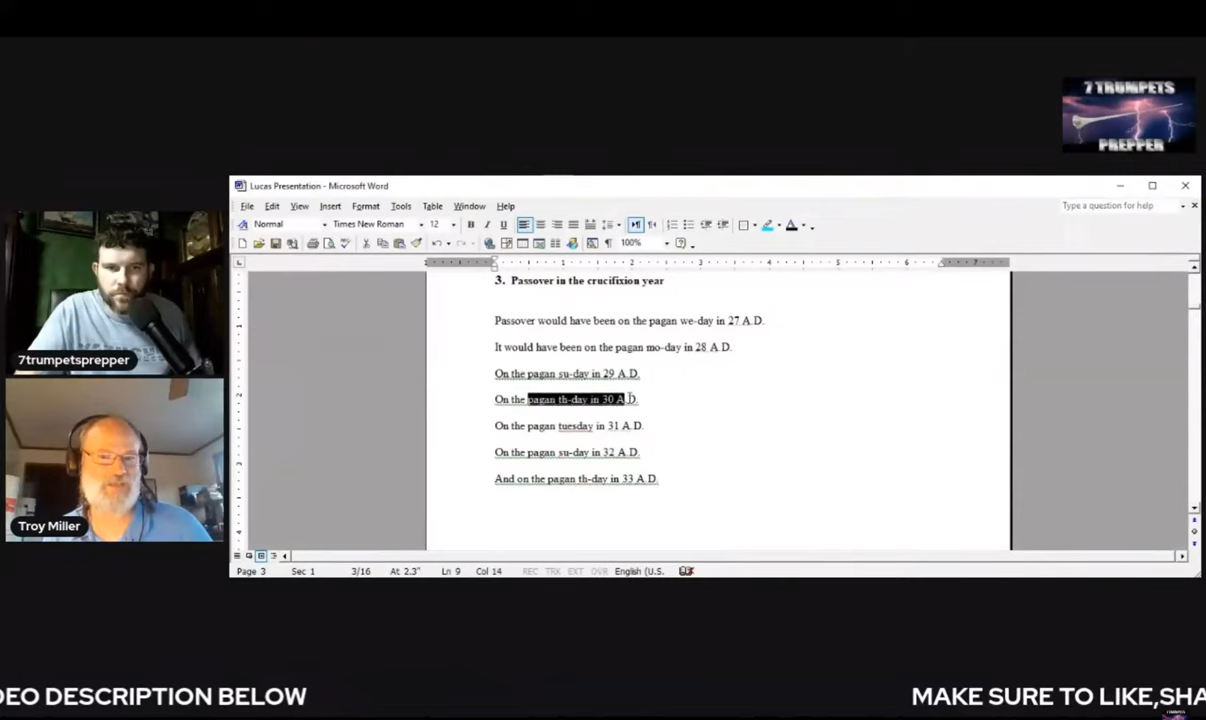 7 TRUMPETS
PREPPER
Lucas Presentation - Microsoft Word
File Edit View Insert Format Tools Table Window Help
Type a question for help
Normal Times New Roman 12 B I U
100%
3. Passover in the crucifixion year
Passover would have been on the pagan we-day in 27 A.D.
It would have been on the pagan mo-day in 28 A.D.
On the pagan su-day in 29 A.D.
On the pagan th-day in 30 A.D.
On the pagan tuesday in 31 A.D.
On the pagan su-day in 32 A.D.
And on the pagan th-day in 33 A.D.
7trumpetsprepper
Troy Miller
Page 3 Sec 1 3/16 At 2.3" Ln 9 Col 14 REC TRK EXT OVR English (U.S.
DEO DESCRIPTION BELOW
MAKE SURE TO LIKE,SHA